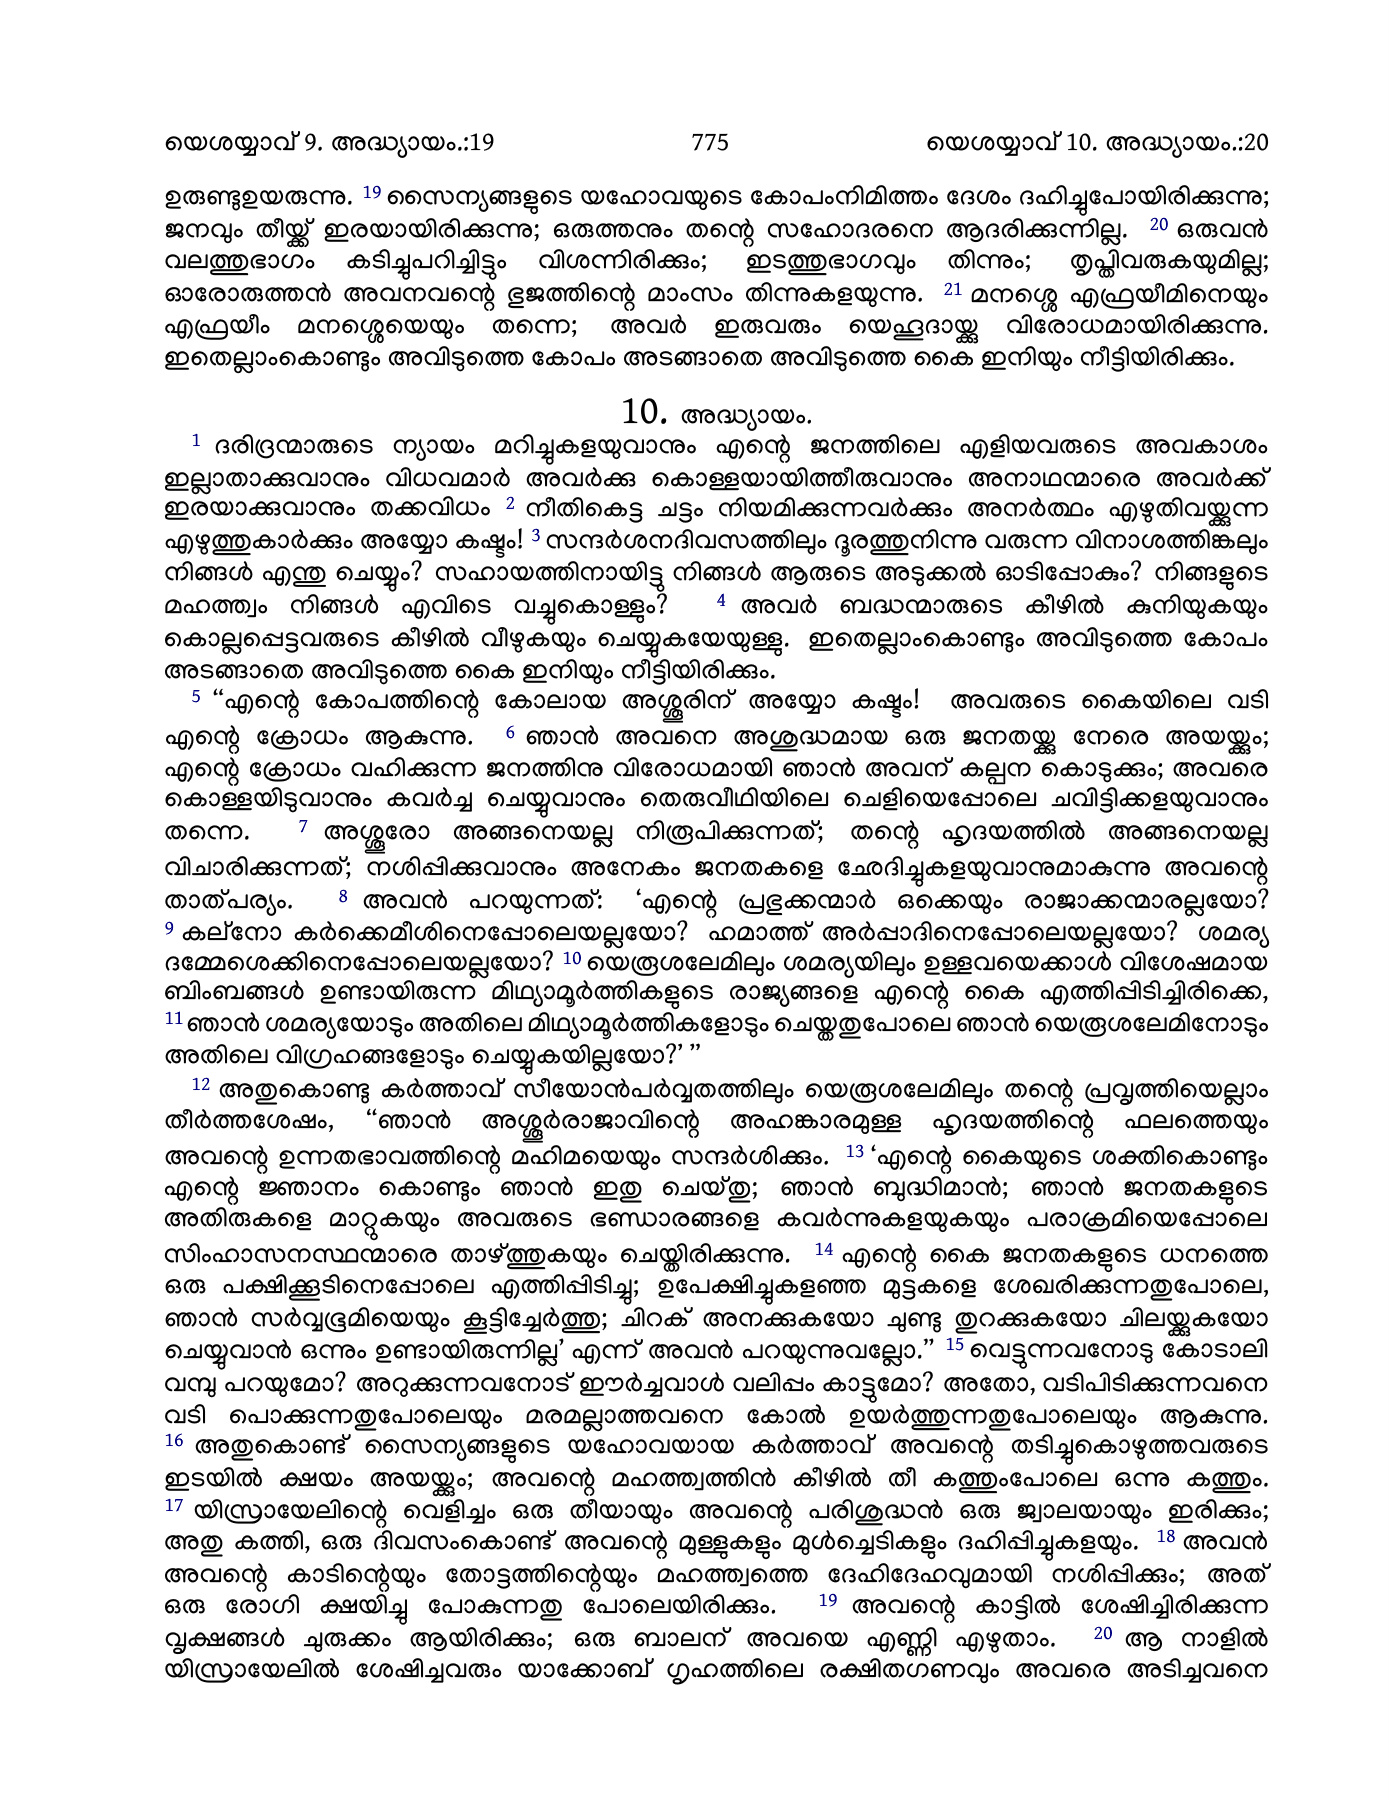 യെശയ്യാവ് 9. അദ്ധ്യായം.:19 775 യെശയ്യാവ് 10. അദ്ധ്യായം.:20
ഉരുണ്ടുഉയരുന്നു. 19 സൈന്യങ്ങളുടെ യഹോവയുടെ കോപംനിമിത്തം ദേശം ദഹിച്ചുപോയിരിക്കുന്നു;
ജനവും തീയ്ക്ക് ഇരയായിരിക്കുന്നു; ഒരുത്തനും തന്റെ സഹോദരനെ ആദരിക്കുന്നില്ല. 20 ഒരുവൻ
വലത്തുഭാഗം കടിച്ചുപറിച്ചിട്ടും വിശന്നിരിക്കും; ഇടത്തുഭാഗവും തിന്നും; തൃപ്തിവരുകയുമില്ല;
ഓരോരുത്തൻ അവനവന്റെ ഭുജത്തിന്റെ മാംസം തിന്നുകളയുന്നു. 21 മനശ്ശെ എഫ്രയീമിനെയും
എഫ്രയീം മനശ്ശെയെയും തന്നെ; അവർ ഇരുവരും യെഹൂദായ്ക്കു വിരോധമായിരിക്കുന്നു.
ഇതെല്ലാംകൊണ്ടും അവിടുത്തെ കോപം അടങ്ങാതെ അവിടുത്തെ കൈ ഇനിയും നീട്ടിയിരിക്കും.
10. അദ്ധ്യായം.
1 ദരിദ്രന്മാരുടെ ന്യായം മറിച്ചുകളയുവാനും എന്റെ ജനത്തിലെ എളിയവരുടെ അവകാശം
ഇല്ലാതാക്കുവാനും വിധവമാർ അവർക്കു കൊള്ളയായിത്തീരുവാനും അനാഥന്മാരെ അവർക്ക്
ഇരയാക്കുവാനും തക്കവിധം 2 നീതികെട്ട ചട്ടം നിയമിക്കുന്നവർക്കും അനർത്ഥം എഴുതിവയ്ക്കുന്ന
എഴുത്തുകാർക്കും അയ്യോ കഷ്ടം! 3 സന്ദർശനദിവസത്തിലും ദൂരത്തുനിന്നു വരുന്ന വിനാശത്തിങ്കലും
നിങ്ങൾ എന്തു ചെയ്യും? സഹായത്തിനായിട്ടു നിങ്ങൾ ആരുടെ അടുക്കൽ ഓടിപ്പോകും? നിങ്ങളുടെ
മഹത്ത്വം നിങ്ങൾ എവിടെ വച്ചുകൊള്ളും? 4 അവർ ബദ്ധന്മാരുടെ കീഴിൽ കുനിയുകയും
കൊല്ലപ്പെട്ടവരുടെ കീഴിൽ വീഴുകയും ചെയ്യുകയേയുള്ളു. ഇതെല്ലാംകൊണ്ടും അവിടുത്തെ കോപം
അടങ്ങാതെ അവിടുത്തെ കൈ ഇനിയും നീട്ടിയിരിക്കും.
5 “എന്റെ കോപത്തിന്റെ കോലായ അശ്ശൂരിന് അയ്യോ കഷ്ടം! അവരുടെ കൈയിലെ വടി
എന്റെ ക്രോധം ആകുന്നു. 6 ഞാൻ അവനെ അശുദ്ധമായ ഒരു ജനതയ്ക്കു നേരെ അയയ്ക്കും;
എന്റെ ക്രോധം വഹിക്കുന്ന ജനത്തിനു വിരോധമായി ഞാൻ അവന് കല്പന കൊടുക്കും; അവരെ
കൊള്ളയിടുവാനും കവർച്ച ചെയ്യുവാനും തെരുവീഥിയിലെ ചെളിയെപ്പോലെ ചവിട്ടിക്കളയുവാനും
തന്നെ. 7 അശ്ശൂരോ അങ്ങനെയല്ല നിരൂപിക്കുന്നത്; തന്റെ ഹൃദയത്തിൽ അങ്ങനെയല്ല
വിചാരിക്കുന്നത്; നശിപ്പിക്കുവാനും അനേകം ജനതകളെ ഛേദിച്ചുകളയുവാനുമാകുന്നു അവന്റെ
താത്പര്യം. 8 അവൻ പറയുന്നത്: ‘എന്റെ പ്രഭുക്കന്മാർ ഒക്കെയും രാജാക്കന്മാരല്ലയോ?
9 കല്നോ കർക്കെമീശിനെപ്പോലെയല്ലയോ? ഹമാത്ത് അർപ്പാദിനെപ്പോലെയല്ലയോ? ശമര്യ
ദമ്മേശെക്കിനെപ്പോലെയല്ലയോ? 10 യെരൂശലേമിലും ശമര്യയിലും ഉള്ളവയെക്കാൾ വിശേഷമായ
ബിംബങ്ങൾ ഉണ്ടായിരുന്ന മിഥ്യാമൂർത്തികളുടെ രാജ്യങ്ങളെ എന്റെ കൈ എത്തിപ്പിടിച്ചിരിക്കെ,
11 ഞാൻ ശമര്യയോടും അതിലെ മിഥ്യാമൂർത്തികളോടും ചെയ്തതുപോലെ ഞാൻ യെരൂശലേമിനോടും
അതിലെ വിഗ്രഹങ്ങളോടും ചെയ്യുകയില്ലയോ?’ ”
12 അതുകൊണ്ടു കർത്താവ് സീയോൻപർവ്വതത്തിലും യെരൂശലേമിലും തന്റെ പ്രവൃത്തിയെല്ലാം
തീർത്തശേഷം, “ഞാൻ അശ്ശൂർരാജാവിന്റെ അഹങ്കാരമുള്ള ഹൃദയത്തിന്റെ ഫലത്തെയും
അവന്റെ ഉന്നതഭാവത്തിന്റെ മഹിമയെയും സന്ദർശിക്കും. 13 ‘എന്റെ കൈയുടെ ശക്തികൊണ്ടും
എന്റെ ജ്ഞാനം കൊണ്ടും ഞാൻ ഇതു ചെയ്തു; ഞാൻ ബുദ്ധിമാൻ; ഞാൻ ജനതകളുടെ
അതിരുകളെ മാറ്റുകയും അവരുടെ ഭണ്ഡാരങ്ങളെ കവർന്നുകളയുകയും പരാക്രമിയെപ്പോലെ
സിംഹാസനസ്ഥന്മാരെ താഴ്ത്തുകയും ചെയ്തിരിക്കുന്നു. 14 എന്റെ കൈ ജനതകളുടെ ധനത്തെ
ഒരു പക്ഷിക്കൂടിനെപ്പോലെ എത്തിപ്പിടിച്ചു; ഉപേക്ഷിച്ചുകളഞ്ഞ മുട്ടകളെ ശേഖരിക്കുന്നതുപോലെ,
ഞാൻ സർവ്വഭൂമിയെയും കൂട്ടിച്ചേർത്തു; ചിറക് അനക്കുകയോ ചുണ്ടു തുറക്കുകയോ ചിലയ്ക്കുകയോ
ചെയ്യുവാൻ ഒന്നും ഉണ്ടായിരുന്നില്ല’ എന്ന് അവൻ പറയുന്നുവല്ലോ.” 15 വെട്ടുന്നവനോടു കോടാലി
വമ്പു പറയുമോ? അറുക്കുന്നവനോട് ഈർച്ചവാൾ വലിപ്പം കാട്ടുമോ? അതോ, വടിപിടിക്കുന്നവനെ
വടി പൊക്കുന്നതുപോലെയും മരമല്ലാത്തവനെ കോൽ ഉയർത്തുന്നതുപോലെയും ആകുന്നു.
16 അതുകൊണ്ട് സൈന്യങ്ങളുടെ യഹോവയായ കർത്താവ് അവന്റെ തടിച്ചുകൊഴുത്തവരുടെ
ഇടയിൽ ക്ഷയം അയയ്ക്കും; അവന്റെ മഹത്ത്വത്തിൻ കീഴിൽ തീ കത്തുംപോലെ ഒന്നു കത്തും.
17 യിസ്രായേലിന്റെ വെളിച്ചം ഒരു തീയായും അവന്റെ പരിശുദ്ധൻ ഒരു ജ്വാലയായും ഇരിക്കും;
അതു കത്തി, ഒരു ദിവസംകൊണ്ട് അവന്റെ മുള്ളുകളും മുൾച്ചെടികളും ദഹിപ്പിച്ചുകളയും. 18 അവൻ
അവന്റെ കാടിന്റെയും തോട്ടത്തിന്റെയും മഹത്ത്വത്തെ ദേഹിദേഹവുമായി നശിപ്പിക്കും; അത്
ഒരു രോഗി ക്ഷയിച്ചു പോകുന്നതു പോലെയിരിക്കും. 19 അവന്റെ കാട്ടിൽ ശേഷിച്ചിരിക്കുന്ന
വൃക്ഷങ്ങൾ ചുരുക്കം ആയിരിക്കും; ഒരു ബാലന് അവയെ എണ്ണി എഴുതാം. 20 ആ നാളിൽ
യിസ്രായേലിൽ ശേഷിച്ചവരും യാക്കോബ് ഗൃഹത്തിലെ രക്ഷിതഗണവും അവരെ അടിച്ചവനെ